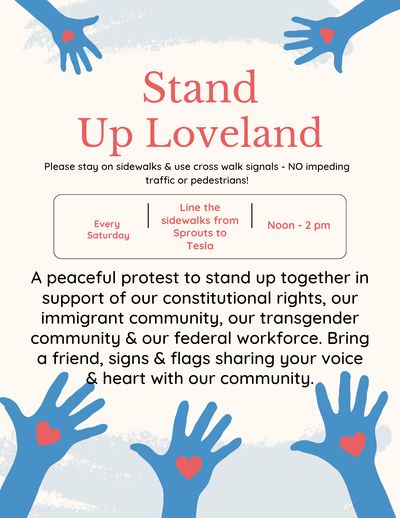 Stand
Up Loveland
Please stay on sidewalks & use cross walk signals - NO impeding
traffic or pedestrians!
Every
Saturday
Line the
sidewalks from
Sprouts to
Tesla
Noon - 2 pm
A peaceful protest to stand up together in
support of our constitutional rights, our
immigrant community, our transgender
community & our federal workforce. Bring
a friend, signs & flags sharing your voice
& heart with our community.